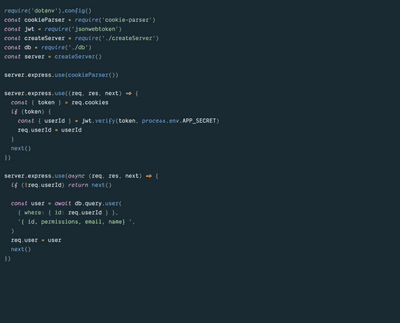 require('dotenv').config()
const cookieParser = require('cookie-parser')
const jwt = require('jsonwebtoken')
const createServer = require('./createServer')
const db = require('./db')
const server = createServer()

server.express.use(cookieParser())

server.express.use((req, res, next) => {
  const { token } = req.cookies
  if (token) {
    const { userId } = jwt.verify(token, process.env.APP_SECRET)
    req.userId = userId
  }
  next()
})

server.express.use(async (req, res, next) => {
  if (!req.userId) return next()

  const user = await db.query.user(
    { where: { id: req.userId } },
    '{ id, permissions, email, name} ',
  )
  req.user = user
  next()
})